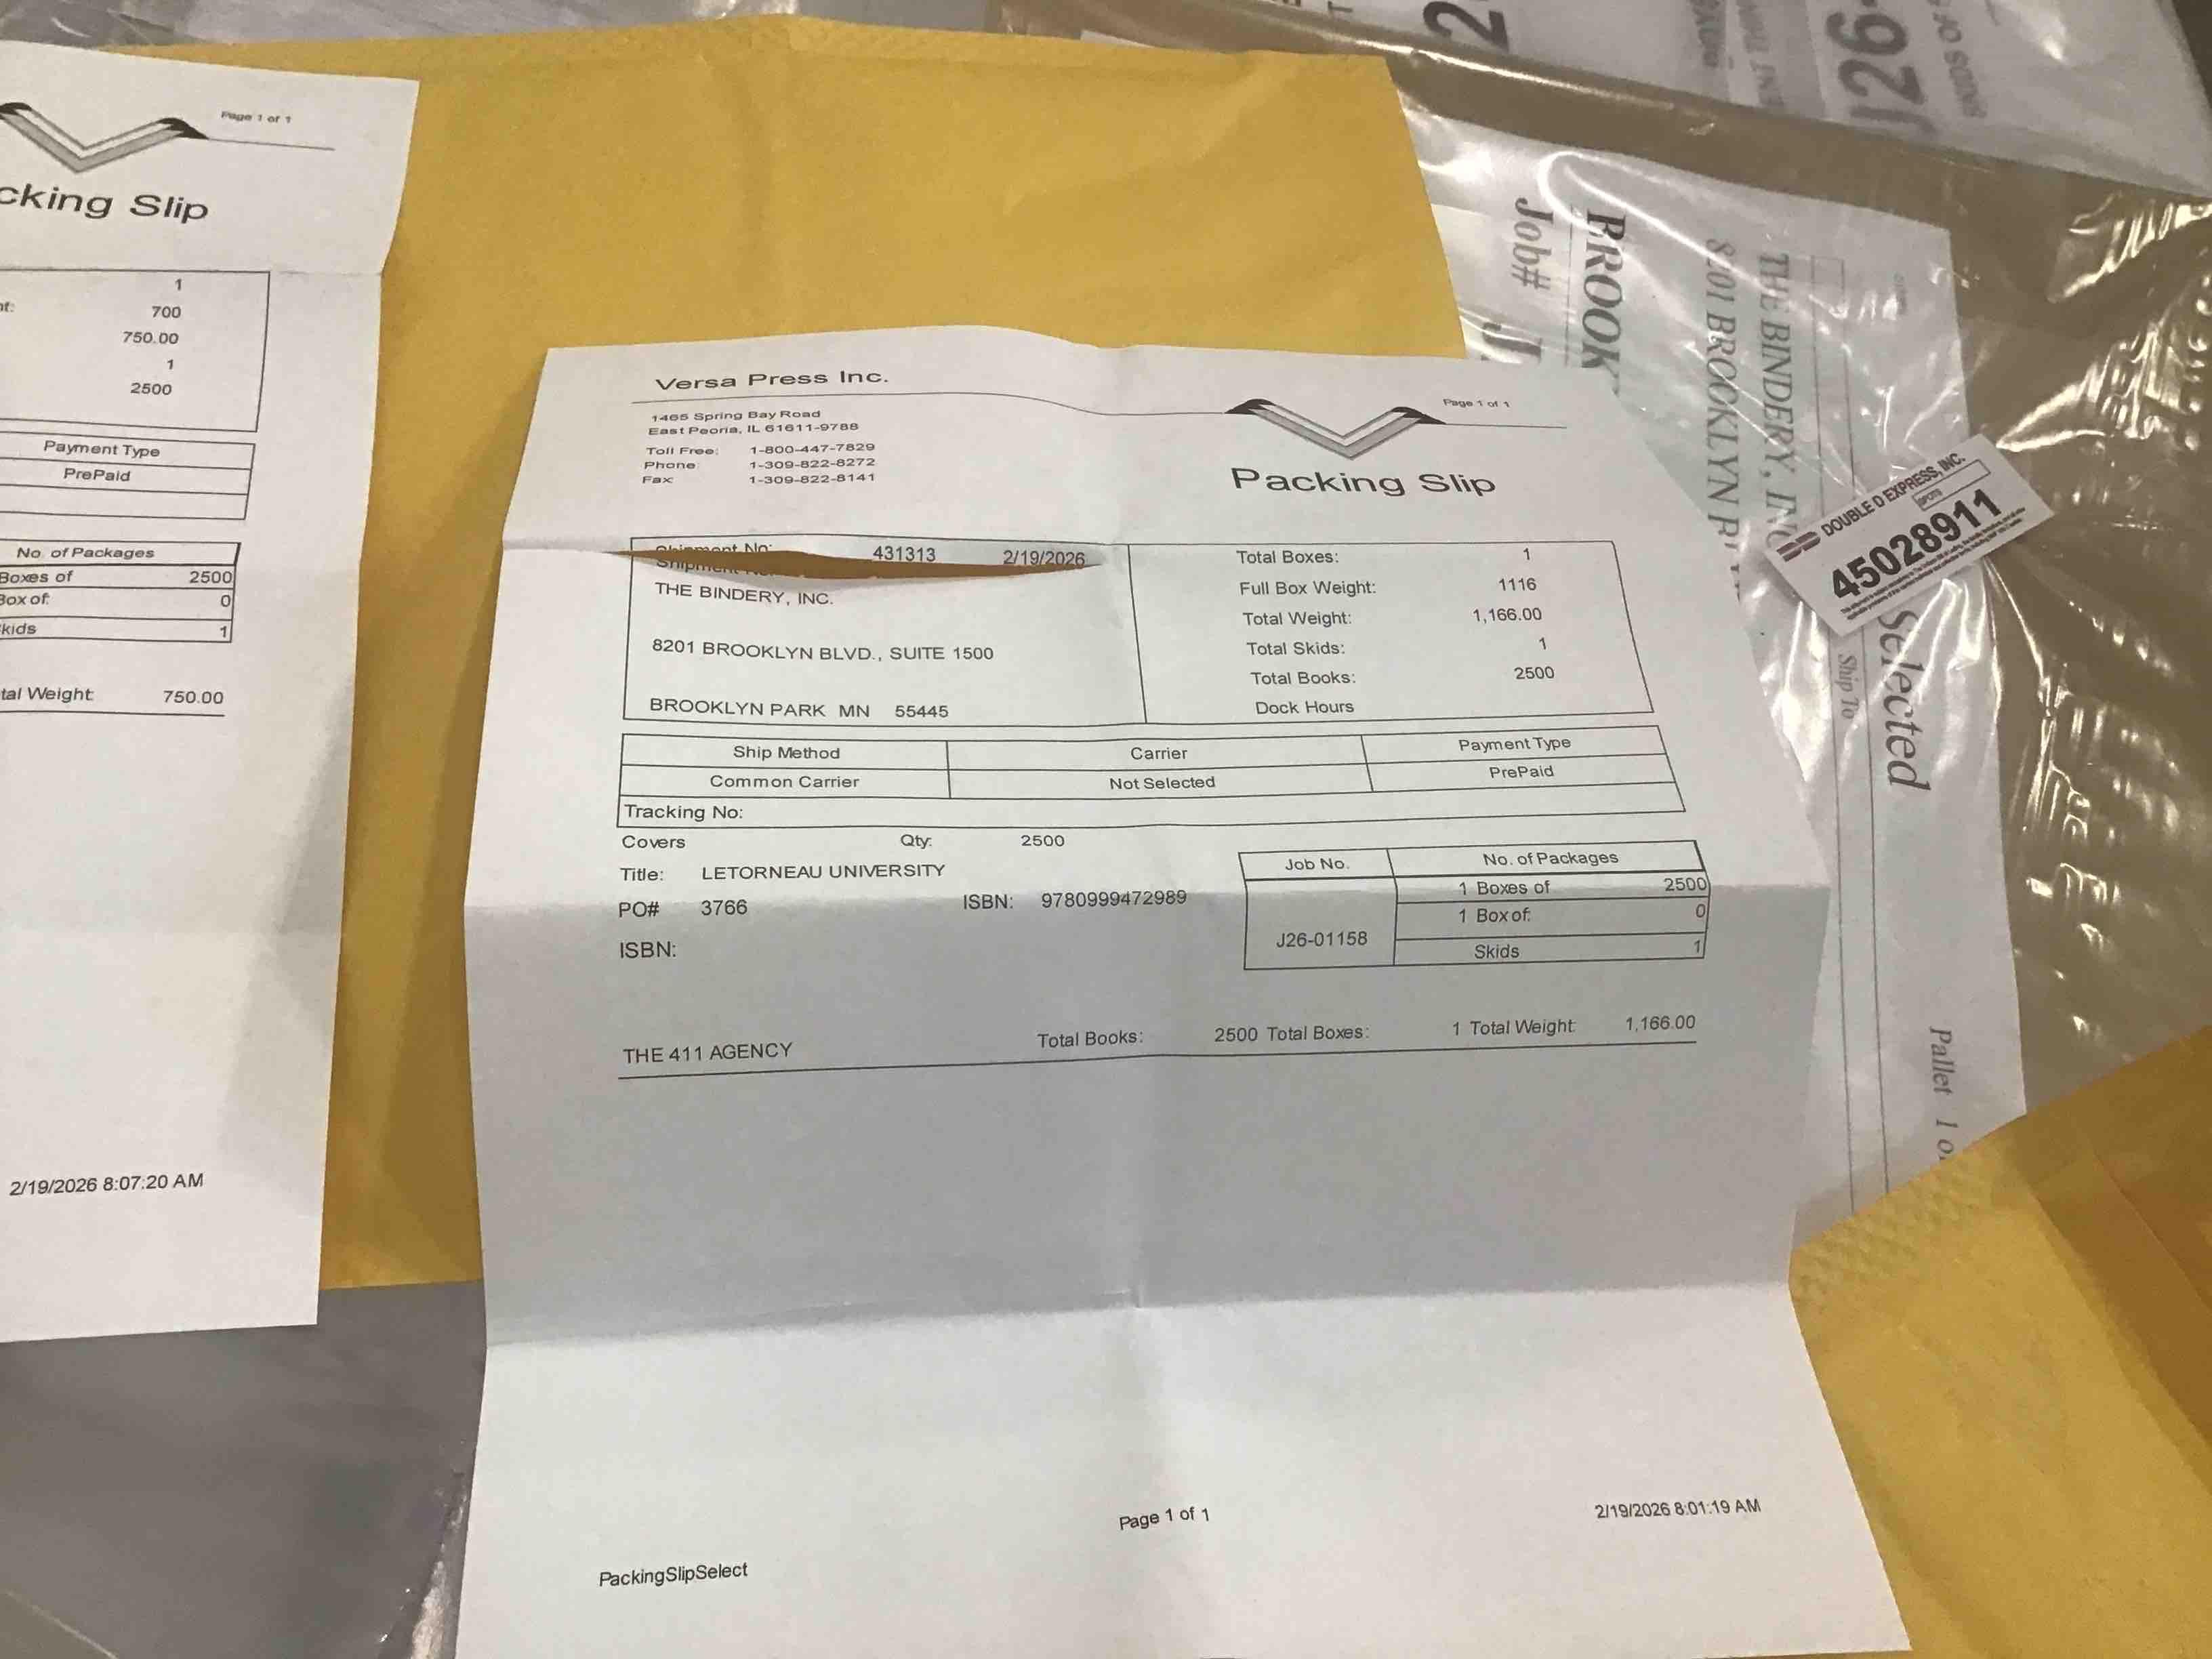 Page 1 of 1
cking Slip
1
nt: 700
750.00
1
2500
Payment Type
PrePaid
No. of Packages
Boxes of 2500
Box of: 0
kids 1
tal Weight: 750.00
2/19/2026 8:07:20 AM
Versa Press Inc.
1465 Spring Bay Road
East Peoria, IL 61611-9788
Toll Free: 1-800-447-7829
Phone: 1-309-822-8272
Fax: 1-309-822-8141
Page 1 of 1
Packing Slip
Shipment No: 431313 2/19/2026
THE BINDERY, INC.
8201 BROOKLYN BLVD., SUITE 1500
BROOKLYN PARK MN 55445
Total Boxes: 1
Full Box Weight: 1116
Total Weight: 1,166.00
Total Skids: 1
Total Books: 2500
Dock Hours
Ship Method Carrier Payment Type
Common Carrier Not Selected PrePaid
Tracking No:
Covers Qty: 2500
Title: LETORNEAU UNIVERSITY
PO# 3766 ISBN: 9780999472989
ISBN:
Job No. No. of Packages
J26-01158
1 Boxes of 2500
1 Box of: 0
Skids 1
THE 411 AGENCY Total Books: 2500 Total Boxes: 1 Total Weight: 1,166.00
Page 1 of 1
2/19/2026 8:01:19 AM
PackingSlipSelect
J26-
Job# J
BROOK
THE BINDERY, INC
8201 BROOKLYN
DOUBLE D EXPRESS, INC.
SPOTS
45028911
Selected
Ship To
Pallet 1 o